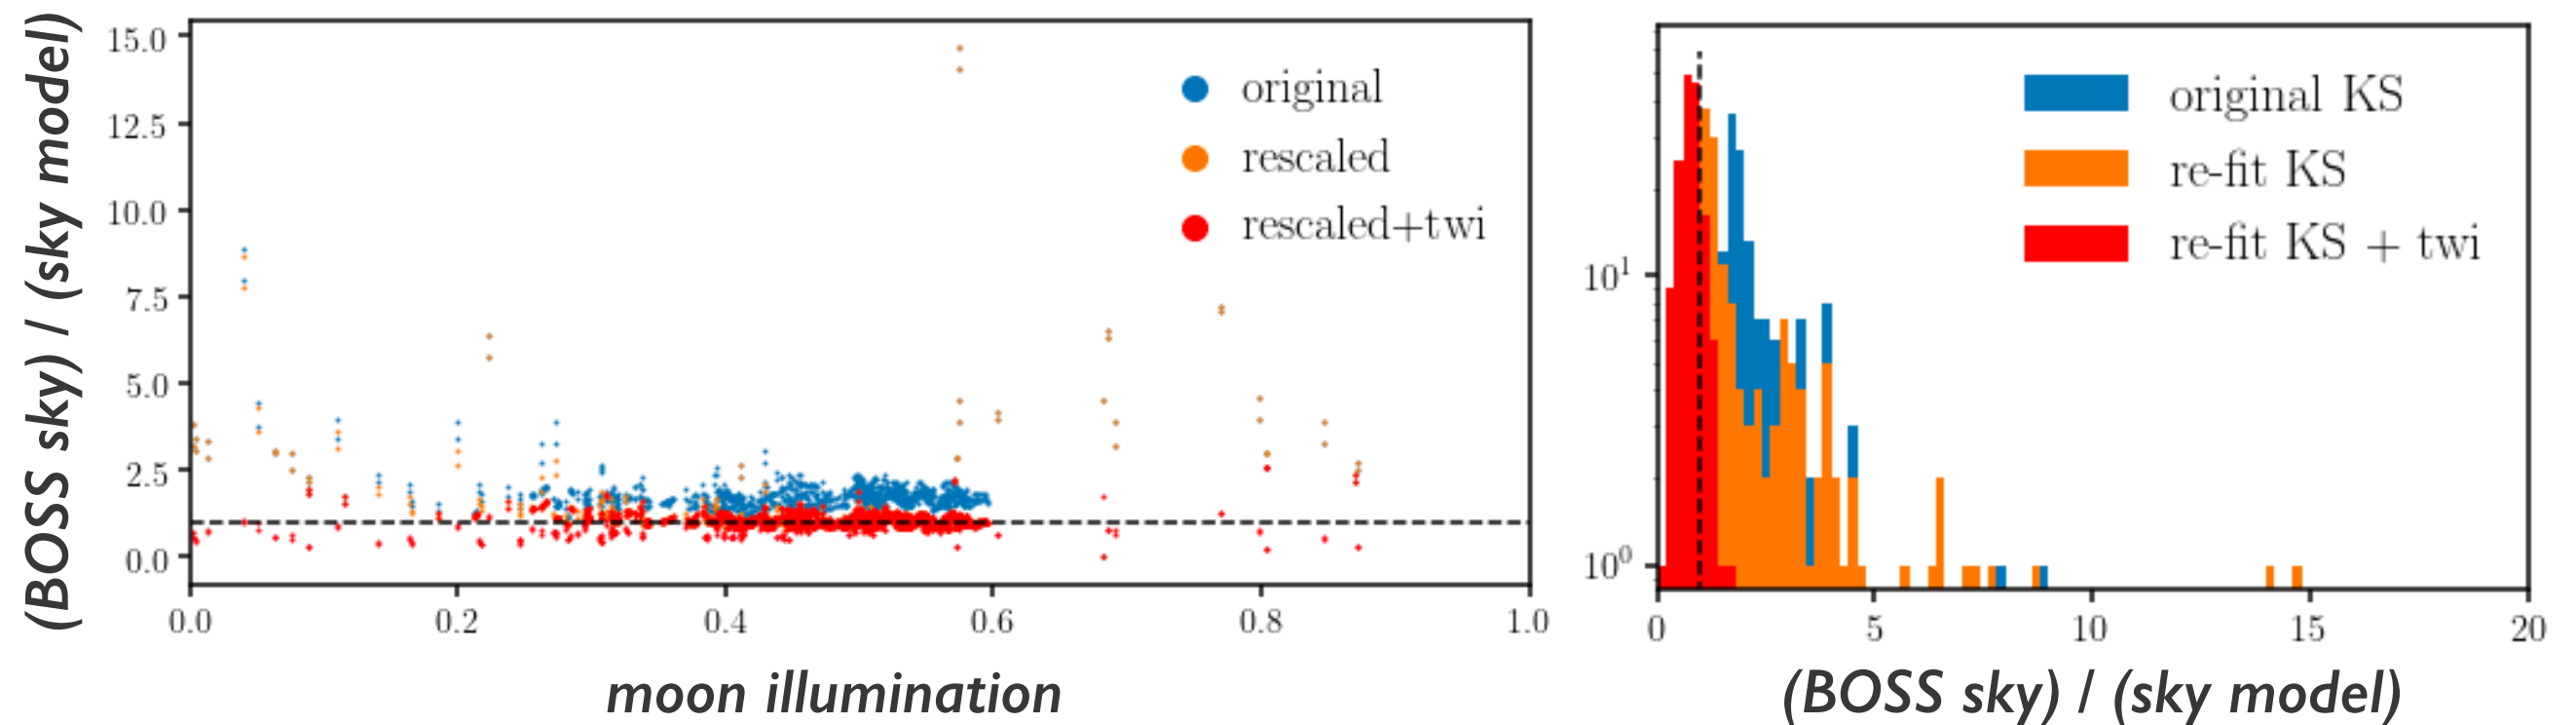 (BOSS sky) / (sky model)
15.0
12.5
10.0
7.5
5.0
2.5
0.0
original
rescaled
rescaled+twi
0.0 0.2 0.4 0.6 0.8 1.0
moon illumination
10¹
10⁰
original KS
re-fit KS
re-fit KS + twi
0 5 10 15 20
(BOSS sky) / (sky model)